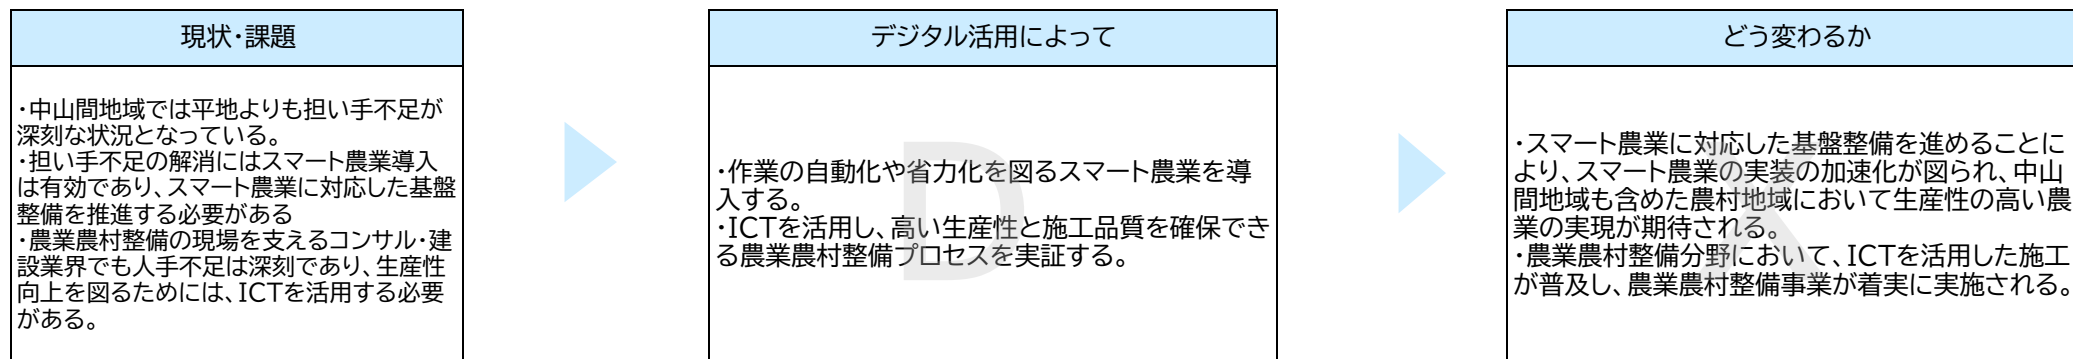 現状・課題
・中山間地域では平地よりも担い手不足が
深刻な状況となっている。
・担い手不足の解消にはスマート農業導入
は有効であり、スマート農業に対応した基盤
整備を推進する必要がある
・農業農村整備の現場を支えるコンサル・建
設業界でも人手不足は深刻であり、生産性
向上を図るためには、ICTを活用する必要
がある。
デジタル活用によって
D
・作業の自動化や省力化を図るスマート農業を導
入する。
・ICTを活用し、高い生産性と施工品質を確保でき
る農業農村整備プロセスを実証する。
どう変わるか
X
・スマート農業に対応した基盤整備を進めることに
より、スマート農業の実装の加速化が図られ、中山
間地域も含めた農村地域において生産性の高い農
業の実現が期待される。
・農業農村整備分野において、ICTを活用した施工
が普及し、農業農村整備事業が着実に実施される。